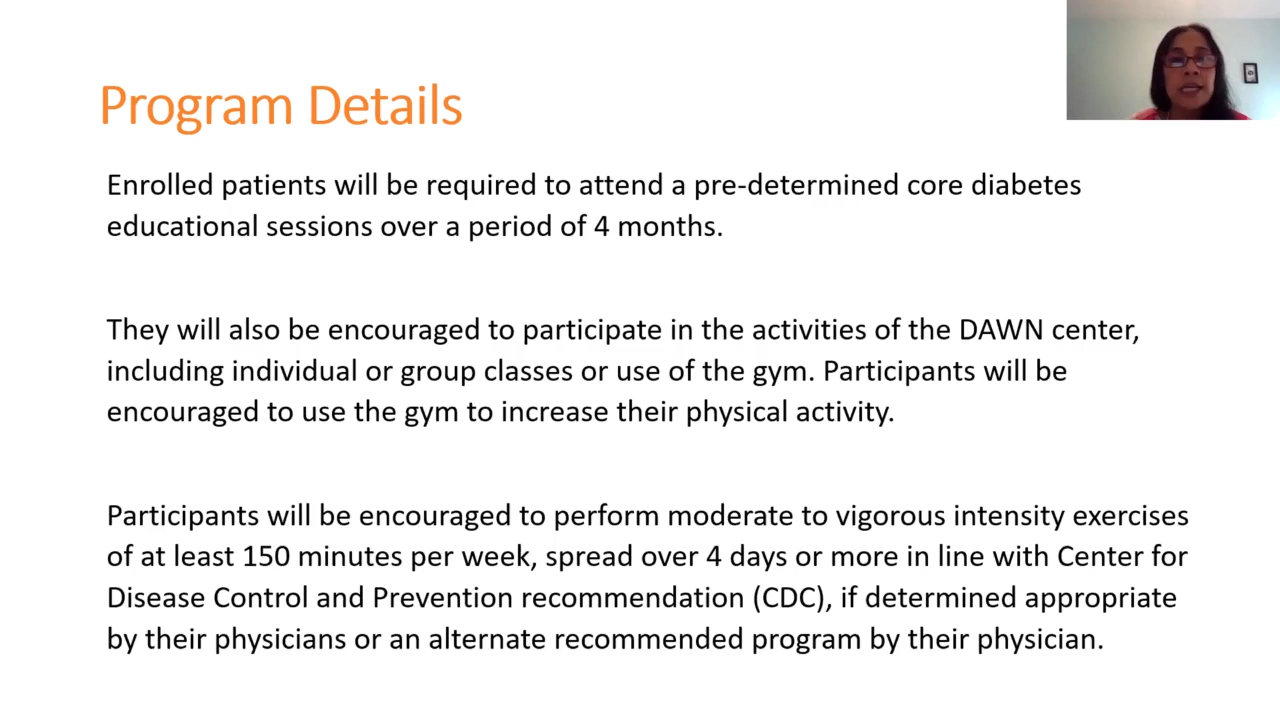 Program Details
Enrolled patients will be required to attend a pre-determined core diabetes
educational sessions over a period of 4 months.
They will also be encouraged to participate in the activities of the DAWN center,
including individual or group classes or use of the gym. Participants will be
encouraged to use the gym to increase their physical activity.
Participants will be encouraged to perform moderate to vigorous intensity exercises
of at least 150 minutes per week, spread over 4 days or more in line with Center for
Disease Control and Prevention recommendation (CDC), if determined appropriate
by their physicians or an alternate recommended program by their physician.